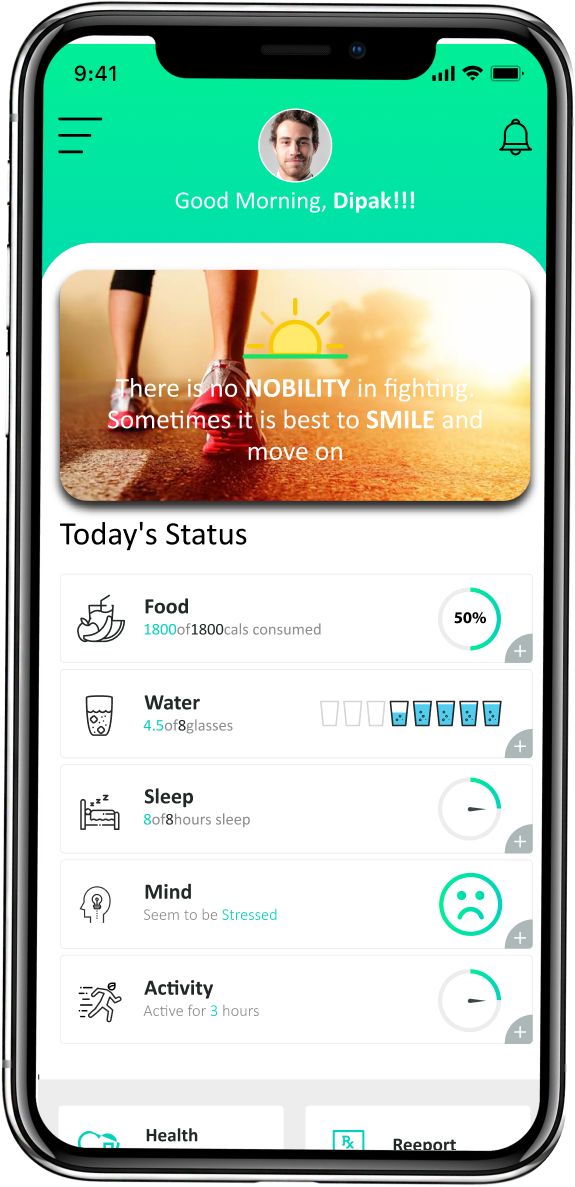 9:41
Good Morning, Dipak!!!
There is no NOBILITY in fighting.
Sometimes it is best to SMILE and
move on
Today's Status
Food
1800of1800cals consumed
50%
Water
4.5of8glasses
Sleep
8of8hours sleep
Mind
Seem to be Stressed
Activity
Active for 3 hours
Health
Reeport